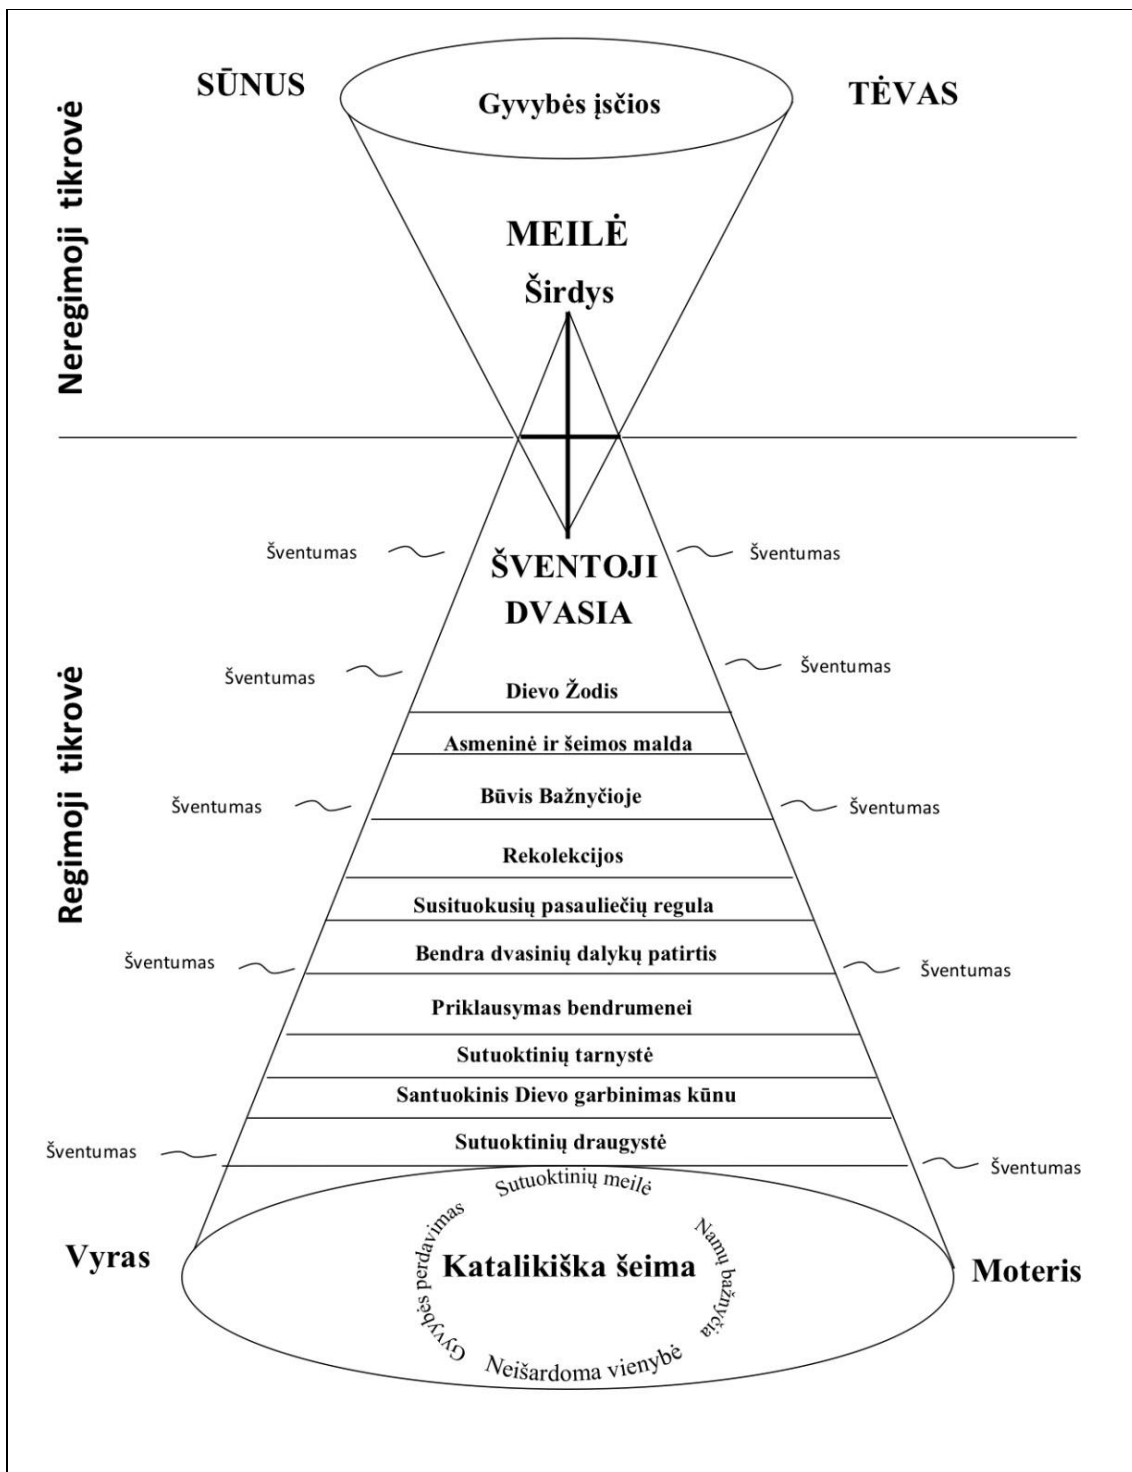 SŪNUS
TĖVAS
Gyvybės įsčios
Neregimoji tikrovė
MEILĖ
Širdys
Šventumas
Šventumas
ŠVENTOJI
DVASIA
Šventumas
Šventumas
Regimoji tikrovė
Dievo Žodis
Asmeninė ir šeimos malda
Būvis Bažnyčioje
Šventumas
Šventumas
Rekolekcijos
Susituokusių pasauliečių regula
Bendra dvasinių dalykų patirtis
Šventumas
Šventumas
Priklausymas bendrumenei
Sutuoktinių tarnystė
Santuokinis Dievo garbinimas kūnu
Sutuoktinių draugystė
Šventumas
Šventumas
Sutuoktinių meilė
Gyvybės perdavimas
Namų bažnyčia
Vyras
Katalikiška šeima
Moteris
Neišardoma vienybė